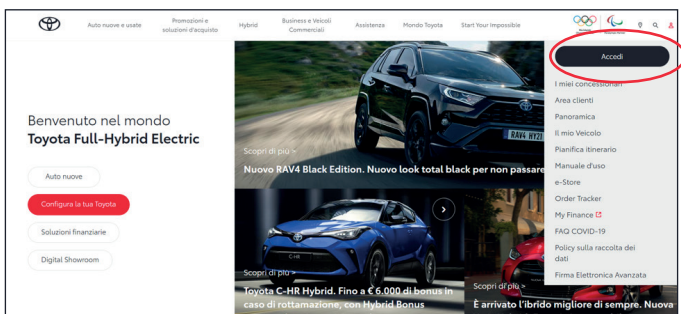 Auto nuove e usate
Promozioni e
soluzioni d'acquisto
Hybrid
Business e Veicoli
Commerciali
Assistenza
Mondo Toyota
Start Your Impossible
Accedi
I miei concessionari
Area clienti
Panoramica
Il mio Veicolo
Pianifica itinerario
Manuale d'uso
e-Store
Order Tracker
My Finance
FAQ COVID-19
Policy sulla raccolta dei
dati
Firma Elettronica Avanzata
Benvenuto nel mondo
Toyota Full-Hybrid
Electric
Auto nuove
Configura la tua Toyota
Soluzioni finanziarie
Digital Showroom
RAV4 HY21
Scopri di più >
Nuovo RAV4 Black Edition. Nuovo look total black per non passare
C-HR
Scopri di più >
Toyota C-HR Hybrid. Fino a € 6.000 di bonus in
caso di rottamazione, con Hybrid Bonus
Scopri di più >
È arrivato l'ibrido migliore di sempre. Nuova